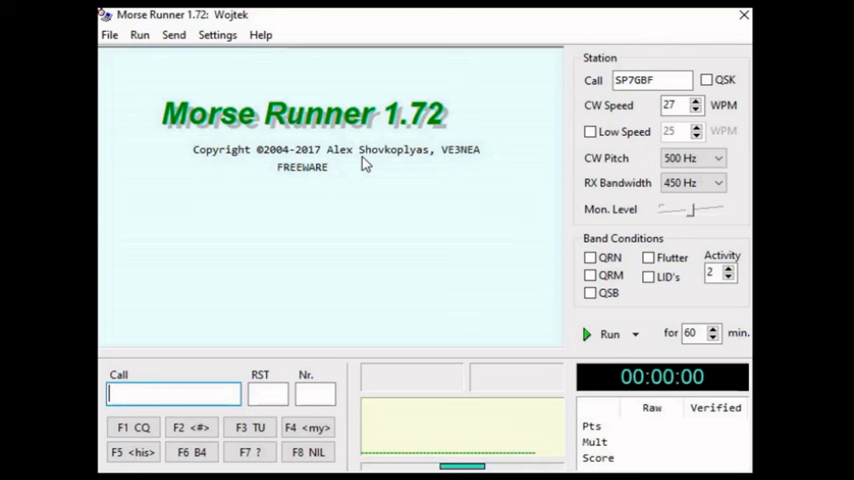 Morse Runner 1.72: Wojtek
File Run Send Settings Help
Morse Runner 1.72
Copyright ©2004-2017 Alex Shovkoplyas, VE3NEA
FREEWARE
Station
Call SP7GBF QSK
CW Speed 27 WPM
Low Speed 25 WPM
CW Pitch 500 Hz
RX Bandwidth 450 Hz
Mon. Level
Band Conditions
QRN Flutter Activity
QRM LID's 2
QSB
Run for 60 min.
Call RST Nr.
F1 CQ F2 <#> F3 TU F4 <my>
F5 <his> F6 B4 F7 ? F8 NIL
00:00:00
Raw Verified
Pts
Mult
Score